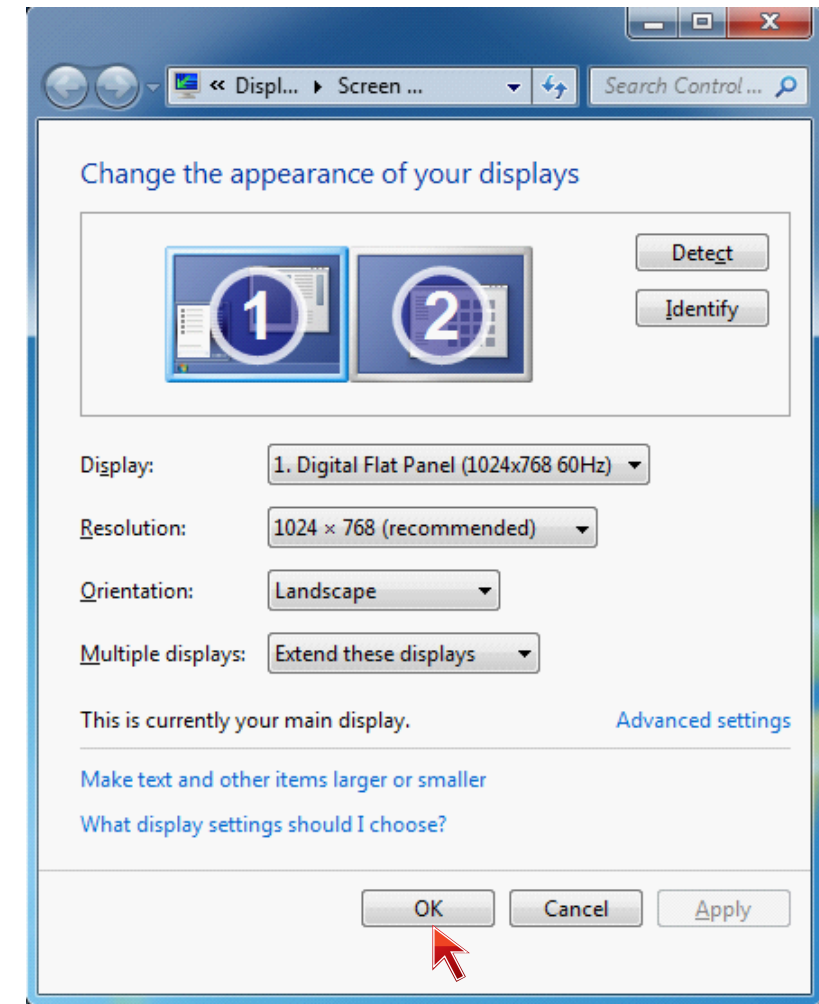 « Displ... Screen ...
Search Control ...
Change the appearance of your displays
1
2
Detect
Identify
Display:
1. Digital Flat Panel (1024x768 60Hz)
Resolution:
1024 × 768 (recommended)
Orientation:
Landscape
Multiple displays:
Extend these displays
This is currently your main display.
Advanced settings
Make text and other items larger or smaller
What display settings should I choose?
OK
Cancel
Apply